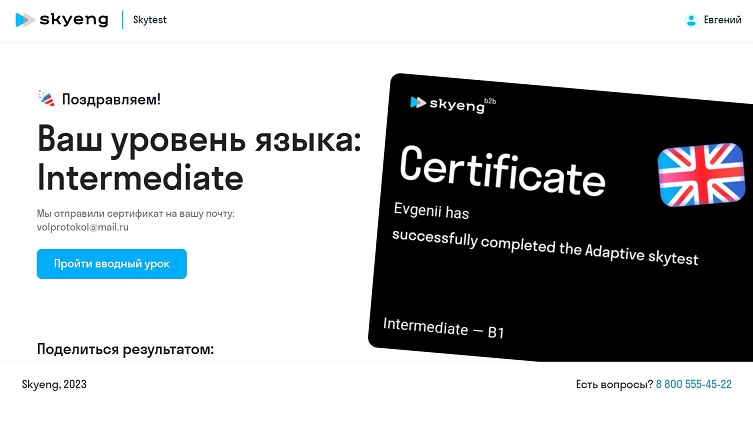 skyeng
Skytest
Евгений
Поздравляем!
Ваш уровень языка:
Intermediate
Мы отправили сертификат на вашу почту:
volprotokol@mail.ru
Пройти вводный урок
Поделиться результатом:
skyeng b2b
Certificate
Evgenii has
successfully completed the Adaptive skytest
Intermediate — B1
Skyeng, 2023
Есть вопросы? 8 800 555-45-22